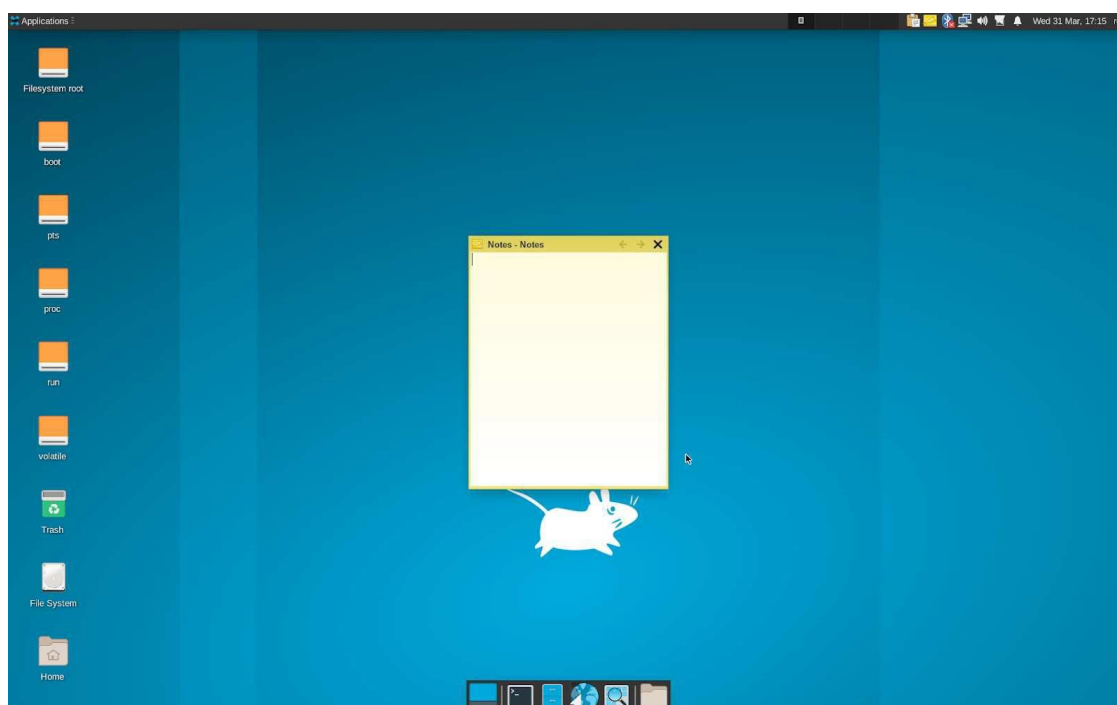 Applications
Wed 31 Mar, 17:15
Filesystem root
boot
pts
Notes - Notes
proc
run
volatile
Trash
File System
Home